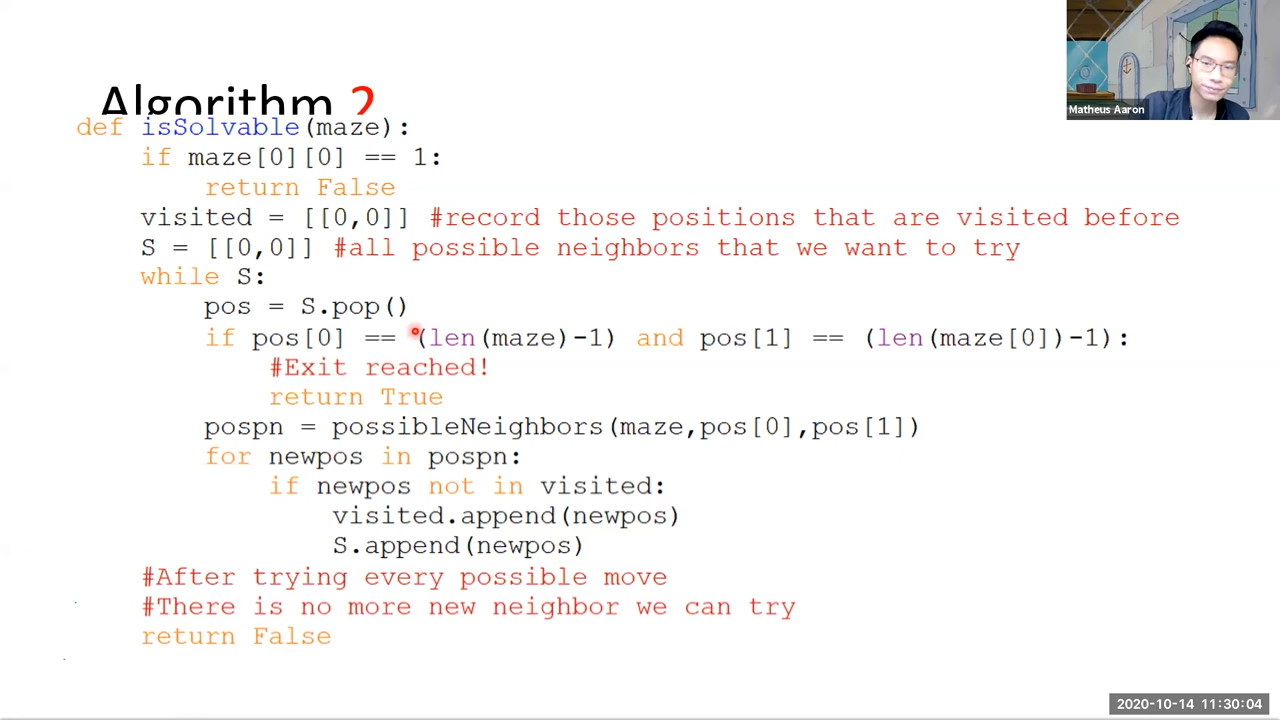 Algorithm 2
def isSolvable(maze):
    if maze[0][0] == 1:
        return False
    visited = [[0,0]] #record those positions that are visited before
    S = [[0,0]] #all possible neighbors that we want to try
    while S:
        pos = S.pop()
        if pos[0] == (len(maze)-1) and pos[1] == (len(maze[0])-1):
            #Exit reached!
            return True
        pospn = possibleNeighbors(maze,pos[0],pos[1])
        for newpos in pospn:
            if newpos not in visited:
                visited.append(newpos)
                S.append(newpos)
    #After trying every possible move
    #There is no more new neighbor we can try
    return False
Matheus Aaron
2020-10-14 11:30:04